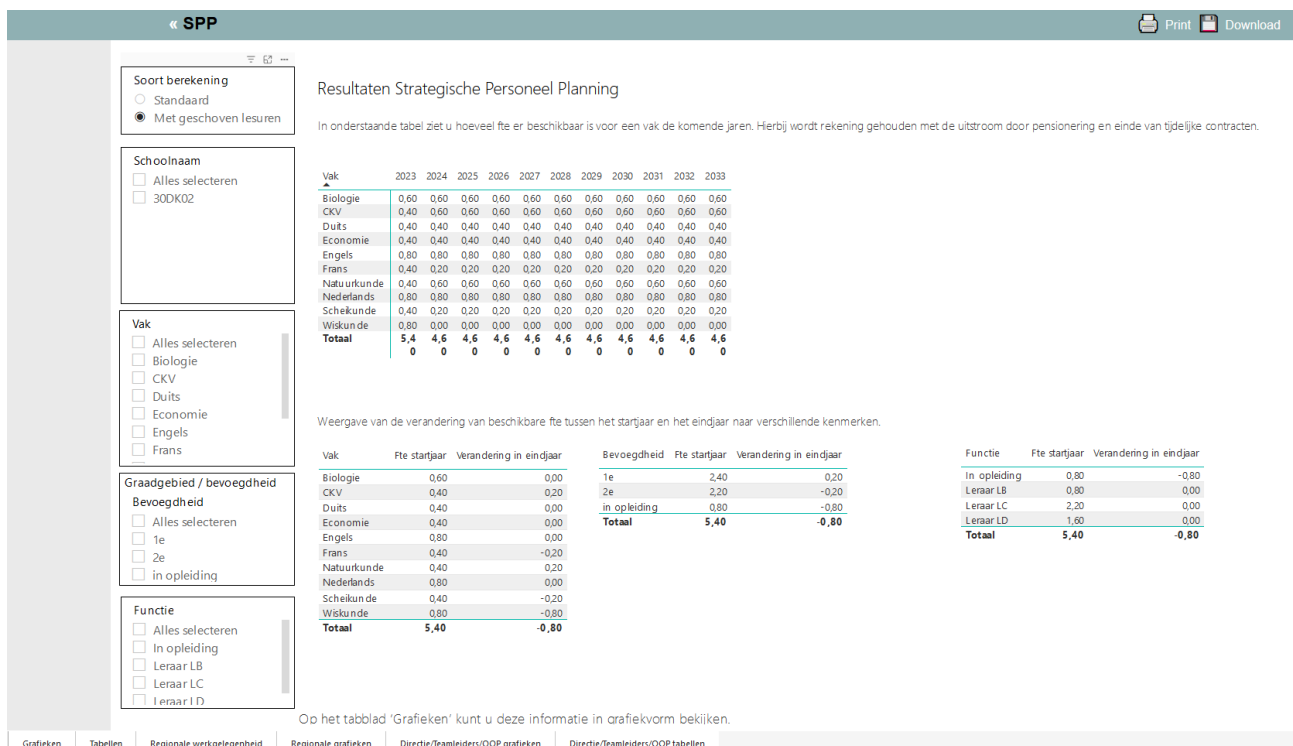 « SPP
Print Download
Soort berekening
Standaard
Met geschoven lesuren
Schoolnaam
Alles selecteren
30DK02
Vak
Alles selecteren
Biologie
CKV
Duits
Economie
Engels
Frans
Graadgebied / bevoegdheid
Bevoegdheid
Alles selecteren
1e
2e
in opleiding
Functie
Alles selecteren
In opleiding
Leraar LB
Leraar LC
Leraar LD
Resultaten Strategische Personeel Planning
In onderstaande tabel ziet u hoeveel fte er beschikbaar is voor een vak de komende jaren. Hierbij wordt rekening gehouden met de uitstroom door pensionering en einde van tijdelijke contracten.
Vak 2023 2024 2025 2026 2027 2028 2029 2030 2031 2032 2033
Biologie 0,60 0,60 0,60 0,60 0,60 0,60 0,60 0,60 0,60 0,60 0,60
CKV 0,40 0,60 0,60 0,60 0,60 0,60 0,60 0,60 0,60 0,60 0,60
Duits 0,40 0,40 0,40 0,40 0,40 0,40 0,40 0,40 0,40 0,40 0,40
Economie 0,40 0,40 0,40 0,40 0,40 0,40 0,40 0,40 0,40 0,40 0,40
Engels 0,80 0,80 0,80 0,80 0,80 0,80 0,80 0,80 0,80 0,80 0,80
Frans 0,40 0,20 0,20 0,20 0,20 0,20 0,20 0,20 0,20 0,20 0,20
Natuurkunde 0,40 0,60 0,60 0,60 0,60 0,60 0,60 0,60 0,60 0,60 0,60
Nederlands 0,80 0,80 0,80 0,80 0,80 0,80 0,80 0,80 0,80 0,80 0,80
Scheikunde 0,40 0,20 0,20 0,20 0,20 0,20 0,20 0,20 0,20 0,20 0,20
Wiskunde 0,80 0,00 0,00 0,00 0,00 0,00 0,00 0,00 0,00 0,00 0,00
Totaal 5,4 4,6 4,6 4,6 4,6 4,6 4,6 4,6 4,6 4,6 4,6
0 0 0 0 0 0 0 0 0 0 0
Weergave van de verandering van beschikbare fte tussen het startjaar en het eindjaar naar verschillende kenmerken.
Vak Fte startjaar Verandering in eindjaar
Biologie 0,60 0,00
CKV 0,40 0,20
Duits 0,40 0,00
Economie 0,40 0,00
Engels 0,80 0,00
Frans 0,40 -0,20
Natuurkunde 0,40 0,20
Nederlands 0,80 0,00
Scheikunde 0,40 -0,20
Wiskunde 0,80 -0,80
Totaal 5,40 -0,80
Bevoegdheid Fte startjaar Verandering in eindjaar
1e 2,40 0,20
2e 2,20 -0,20
in opleiding 0,80 -0,80
Totaal 5,40 -0,80
Functie Fte startjaar Verandering in eindjaar
In opleiding 0,80 -0,80
Leraar LB 0,80 0,00
Leraar LC 2,20 0,00
Leraar LD 1,60 0,00
Totaal 5,40 -0,80
Op het tabblad 'Grafieken' kunt u deze informatie in grafiekvorm bekijken.
Grafieken Tabellen Regionale werkgelegenheid Regionale grafieken Directie/Teamleiders/OOP grafieken Directie/Teamleiders/OOP tabellen